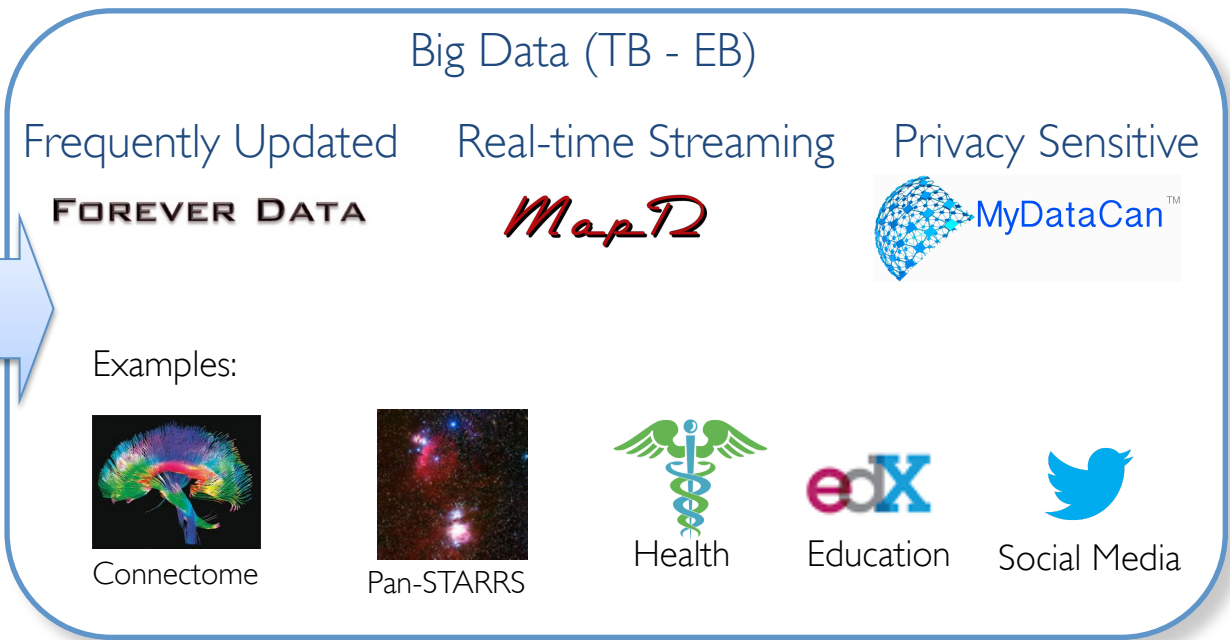 Big Data (TB - EB)
Frequently Updated
Real-time Streaming
Privacy Sensitive
FOREVER DATA
MapD
MyDataCan™
Examples:
Connectome
Pan-STARRS
Health
edX
Education
Social Media